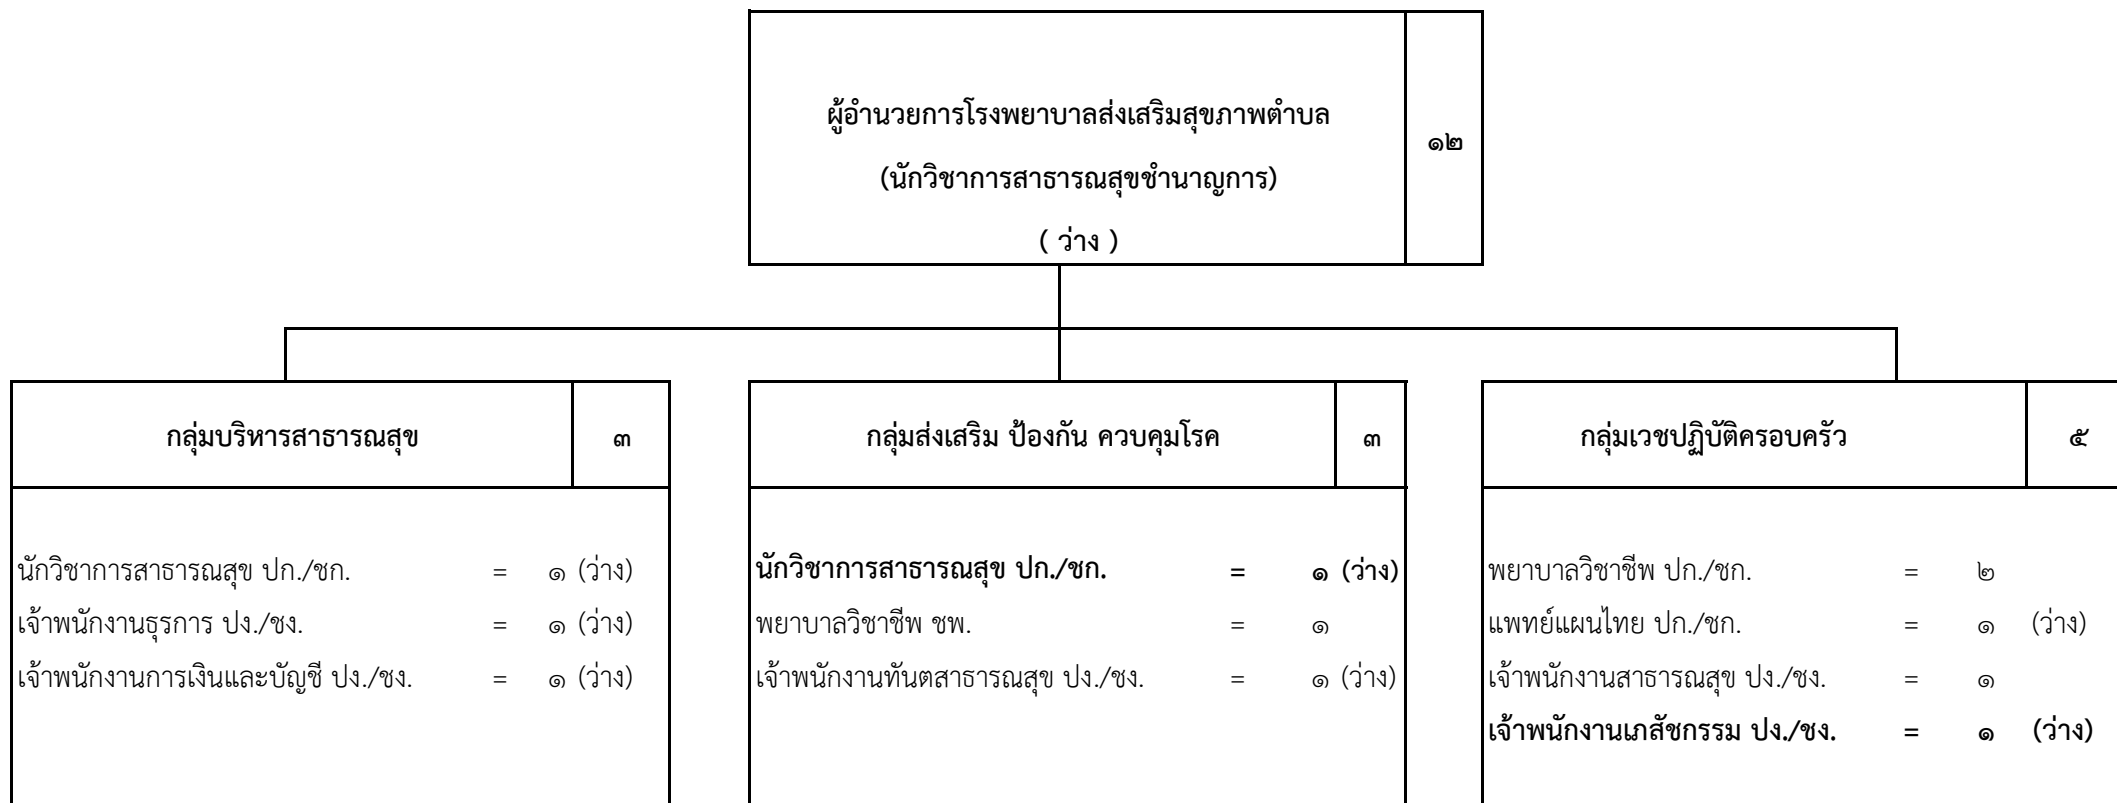 ผู้อำนวยการโรงพยาบาลส่งเสริมสุขภาพตำบล
(นักวิชาการสาธารณสุขชำนาญการ)
( ว่าง )
๑๒
กลุ่มบริหารสาธารณสุข ๓
นักวิชาการสาธารณสุข ปก./ชก. = ๑ (ว่าง)
เจ้าพนักงานธุรการ ปง./ชง. = ๑ (ว่าง)
เจ้าพนักงานการเงินและบัญชี ปง./ชง. = ๑ (ว่าง)
กลุ่มส่งเสริม ป้องกัน ควบคุมโรค ๓
นักวิชาการสาธารณสุข ปก./ชก. = ๑ (ว่าง)
พยาบาลวิชาชีพ ชพ. = ๑
เจ้าพนักงานทันตสาธารณสุข ปง./ชง. = ๑ (ว่าง)
กลุ่มเวชปฏิบัติครอบครัว ๕
พยาบาลวิชาชีพ ปก./ชก. = ๒
แพทย์แผนไทย ปก./ชก. = ๑ (ว่าง)
เจ้าพนักงานสาธารณสุข ปง./ชง. = ๑
เจ้าพนักงานเภสัชกรรม ปง./ชง. = ๑ (ว่าง)